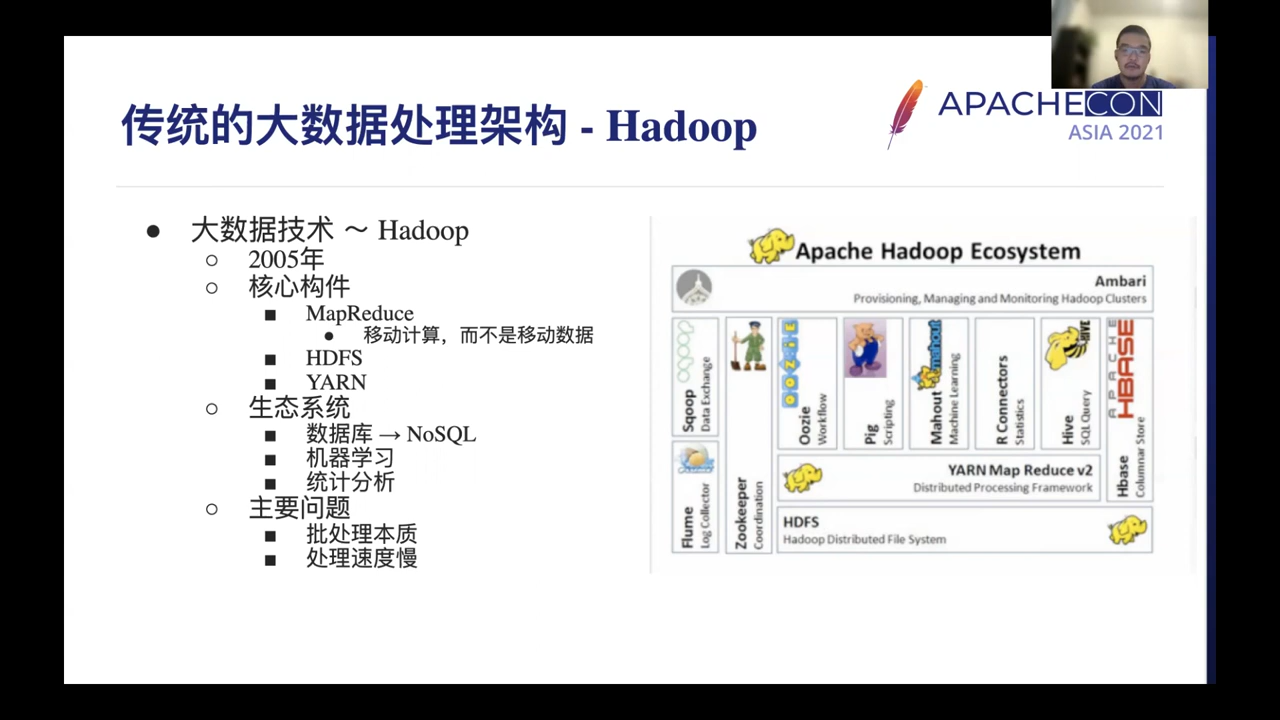 传统的大数据处理架构 - Hadoop
APACHECON
ASIA 2021
大数据技术 ～ Hadoop
2005年
核心构件
MapReduce
移动计算，而不是移动数据
HDFS
YARN
生态系统
数据库 → NoSQL
机器学习
统计分析
主要问题
批处理本质
处理速度慢
Apache Hadoop Ecosystem
Ambari
Provisioning, Managing and Monitoring Hadoop Clusters
sqoop
Sqoop
Data Exchange
Flume
Log Collector
Zookeeper
Coordination
OOZIE
Oozie
Workflow
Pig
Scripting
mahout
Mahout
Machine Learning
R Connectors
Statistics
HIVE
Hive
SQL Query
APACHE
HBASE
Hbase
Columnar Store
YARN Map Reduce v2
Distributed Processing Framework
HDFS
Hadoop Distributed File System